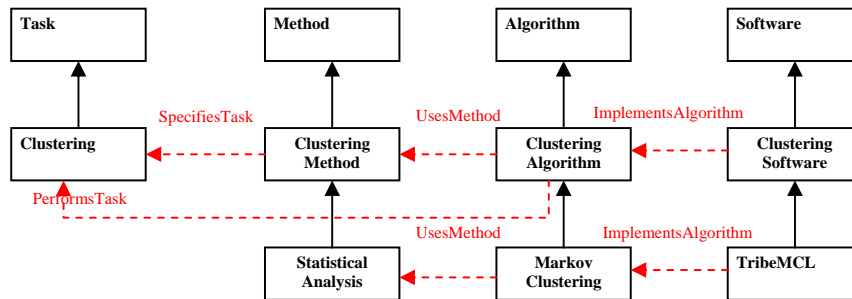 Task
Method
Algorithm
Software
SpecifiesTask
UsesMethod
ImplementsAlgorithm
Clustering
Clustering
Method
Clustering
Algorithm
Clustering
Software
PerformsTask
UsesMethod
ImplementsAlgorithm
Statistical
Analysis
Markov
Clustering
TribeMCL